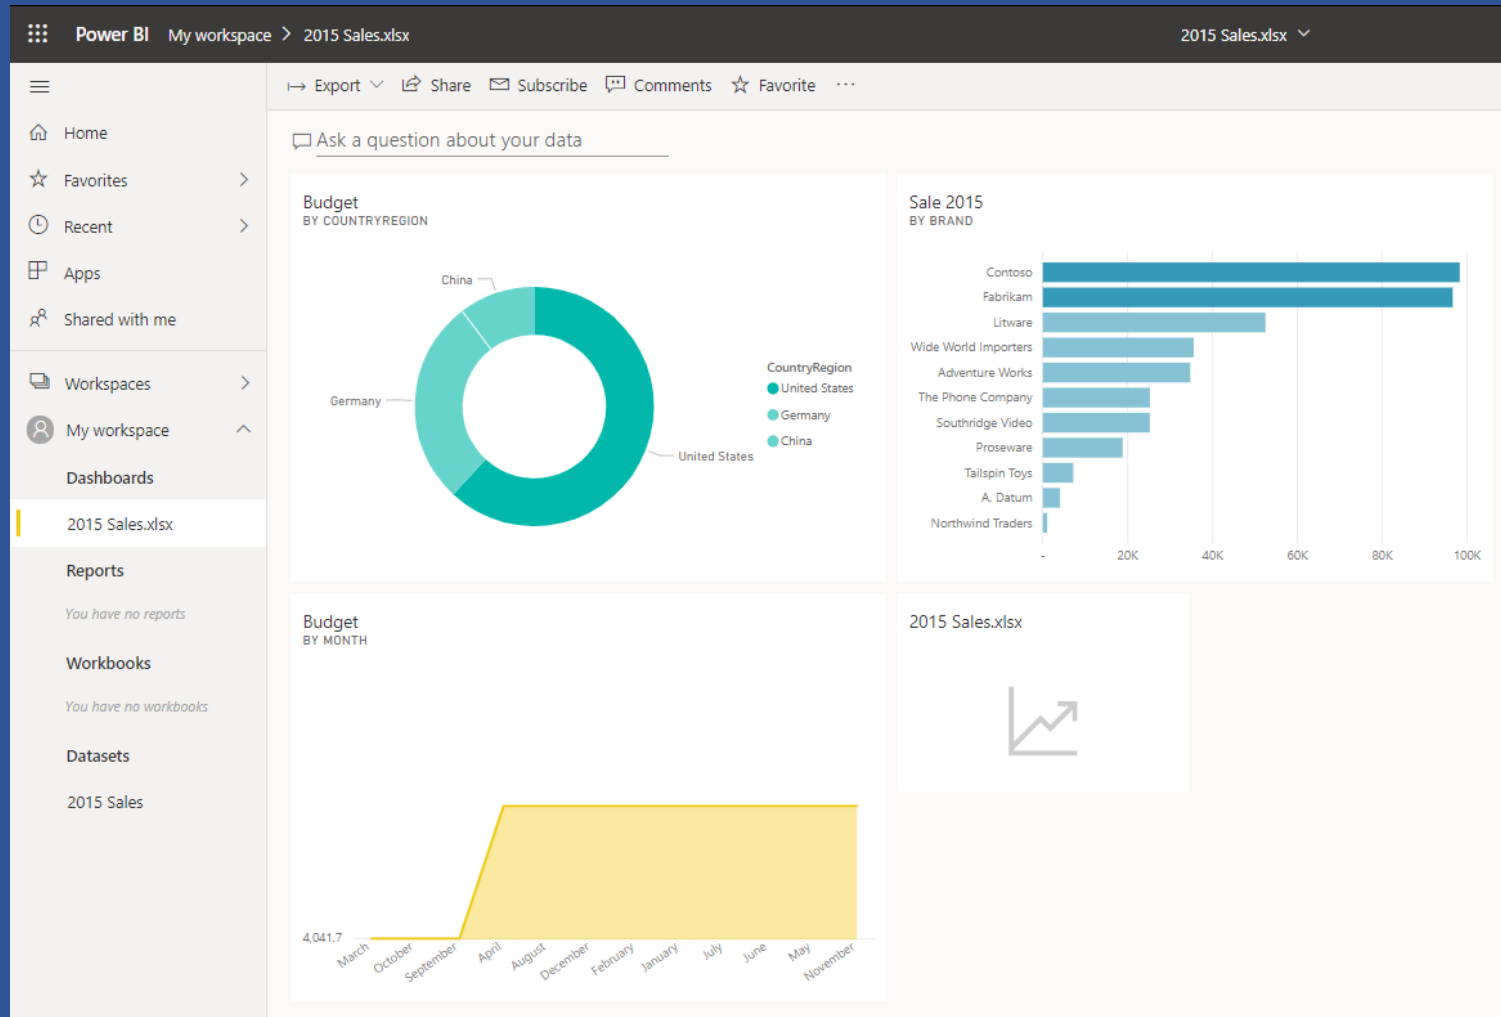 Power BI My workspace > 2015 Sales.xlsx
2015 Sales.xlsx
Export Share Subscribe Comments Favorite ...
Home
Favorites
Recent
Apps
Shared with me
Workspaces
My workspace
Dashboards
2015 Sales.xlsx
Reports
You have no reports
Workbooks
You have no workbooks
Datasets
2015 Sales
Ask a question about your data
Budget
BY COUNTRYREGION
China
Germany
United States
CountryRegion
United States
Germany
China
Sale 2015
BY BRAND
Contoso
Fabrikam
Litware
Wide World Importers
Adventure Works
The Phone Company
Southridge Video
Proseware
Tailspin Toys
A. Datum
Northwind Traders
- 20K 40K 60K 80K 100K
Budget
BY MONTH
4,041.7
March October September April August December February January July June May November
2015 Sales.xlsx